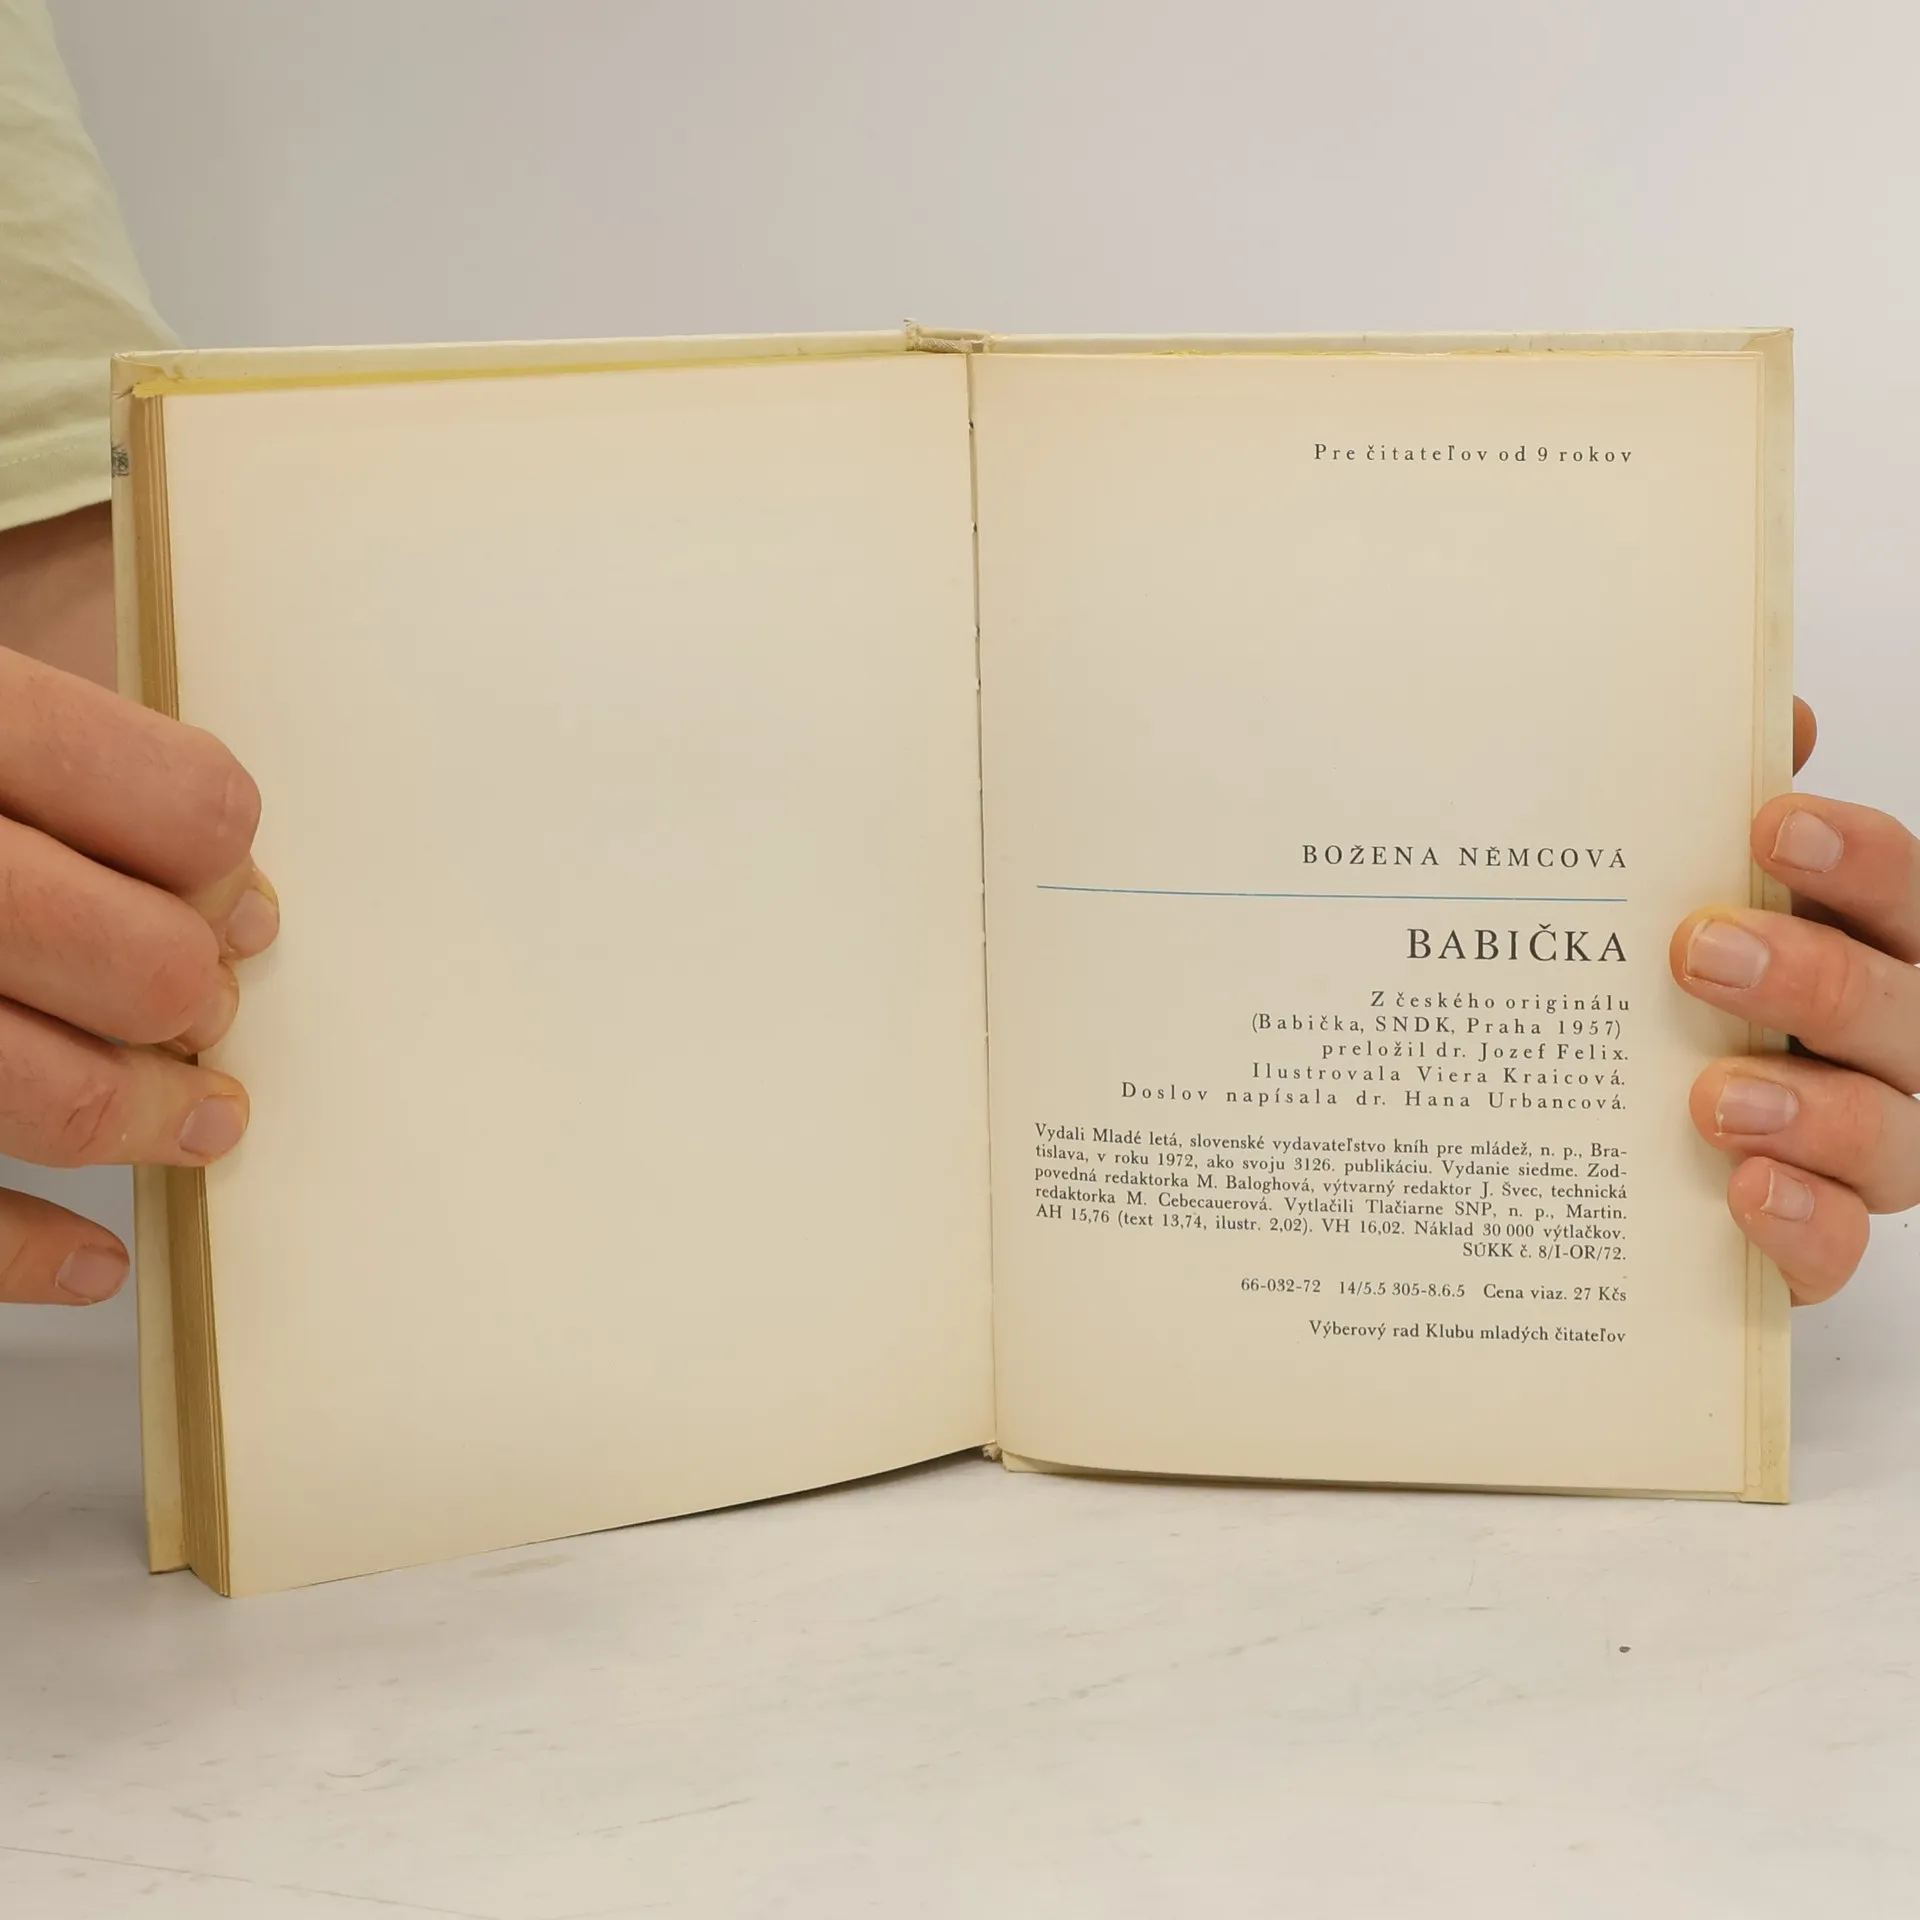 Pre čitateľov od 9 rokov
BOŽENA NĚMCOVÁ
BABIČKA
Z českého originálu
(Babička, SNDK, Praha 1957)
preložil dr. Jozef Felix.
Ilustrovala Viera Kraicová.
Doslov napísala dr. Hana Urbancová.
Vydali Mladé letá, slovenské vydavateľstvo kníh pre mládež, n. p., Bra-
tislava, v roku 1972, ako svoju 3126. publikáciu. Vydanie siedme. Zod-
povedná redaktorka M. Baloghová, výtvarný redaktor J. Švec, technická
redaktorka M. Cebecauerová. Vytlačili Tlačiarne SNP, n. p., Martin.
AH 15,76 (text 13,74, ilustr. 2,02). VH 16,02. Náklad 30 000 výtlačkov.
SÚKK č. 8/I-OR/72.
66-032-72 14/5.5 305-8.6.5 Cena viaz. 27 Kčs
Výberový rad Klubu mladých čitateľov